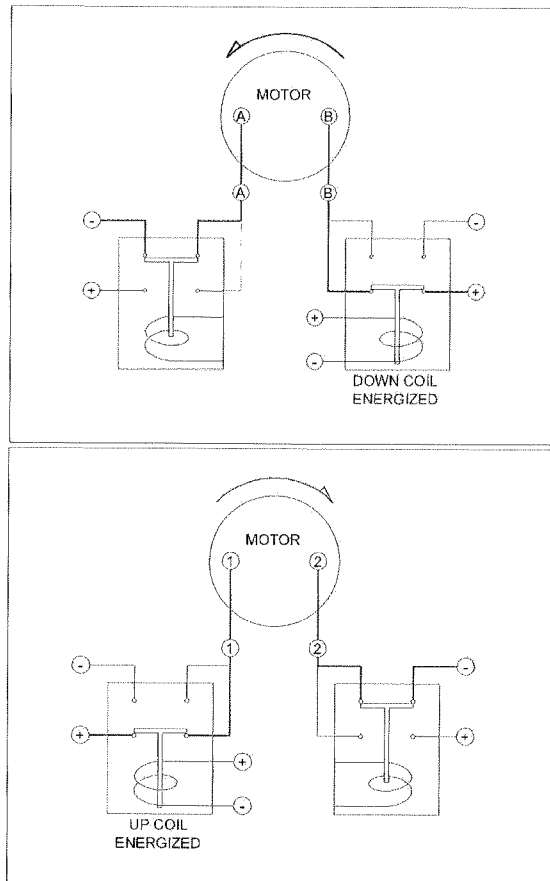 MOTOR
A B
A B
-
-
+
+
+
-
DOWN COIL
ENERGIZED
MOTOR
1 2
1 2
-
-
+
+
+
-
UP COIL
ENERGIZED